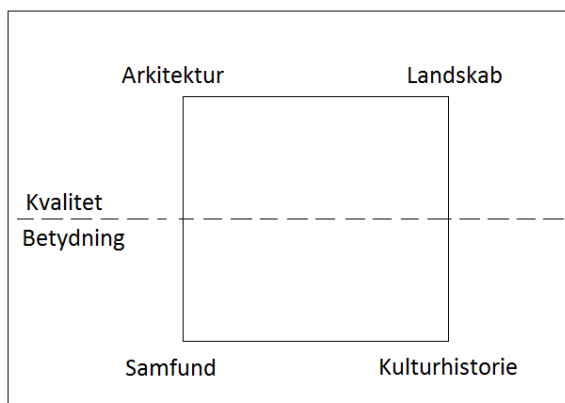 Arkitektur
Landskab
Kvalitet
Betydning
Samfund
Kulturhistorie